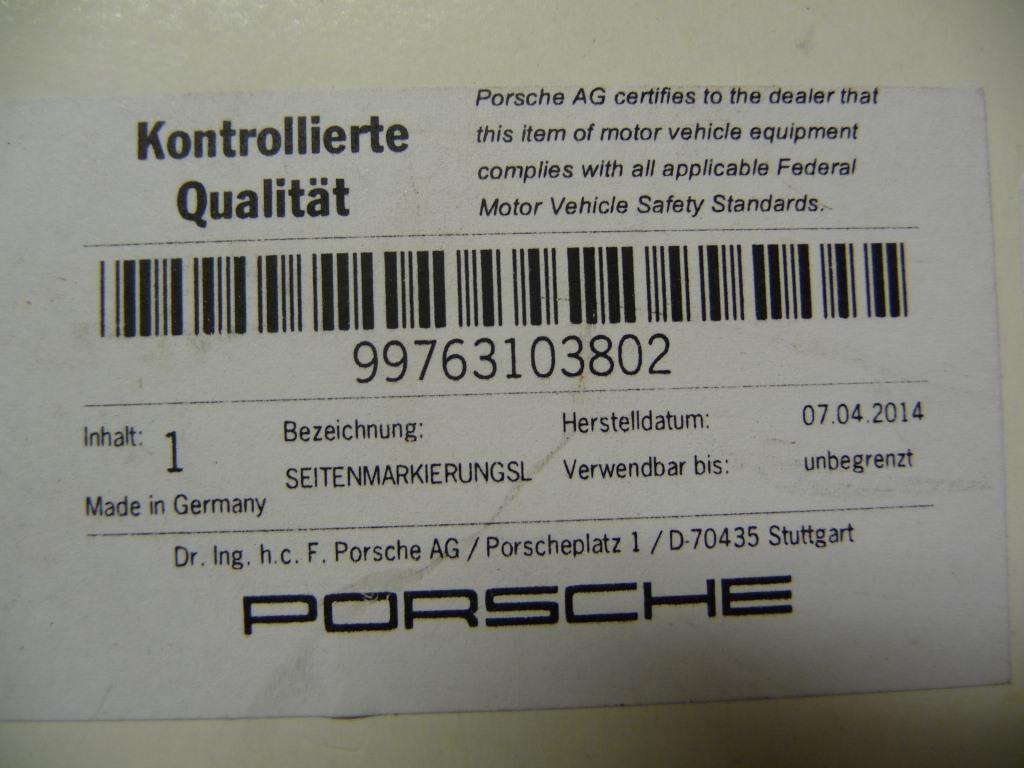 Kontrollierte
Qualität
Porsche AG certifies to the dealer that
this item of motor vehicle equipment
complies with all applicable Federal
Motor Vehicle Safety Standards.
99763103802
Inhalt: 1
Bezeichnung:
SEITENMARKIERUNGSL
Herstelldatum: 07.04.2014
Verwendbar bis: unbegrenzt
Made in Germany
Dr. Ing. h.c. F. Porsche AG / Porscheplatz 1 / D-70435 Stuttgart
PORSCHE